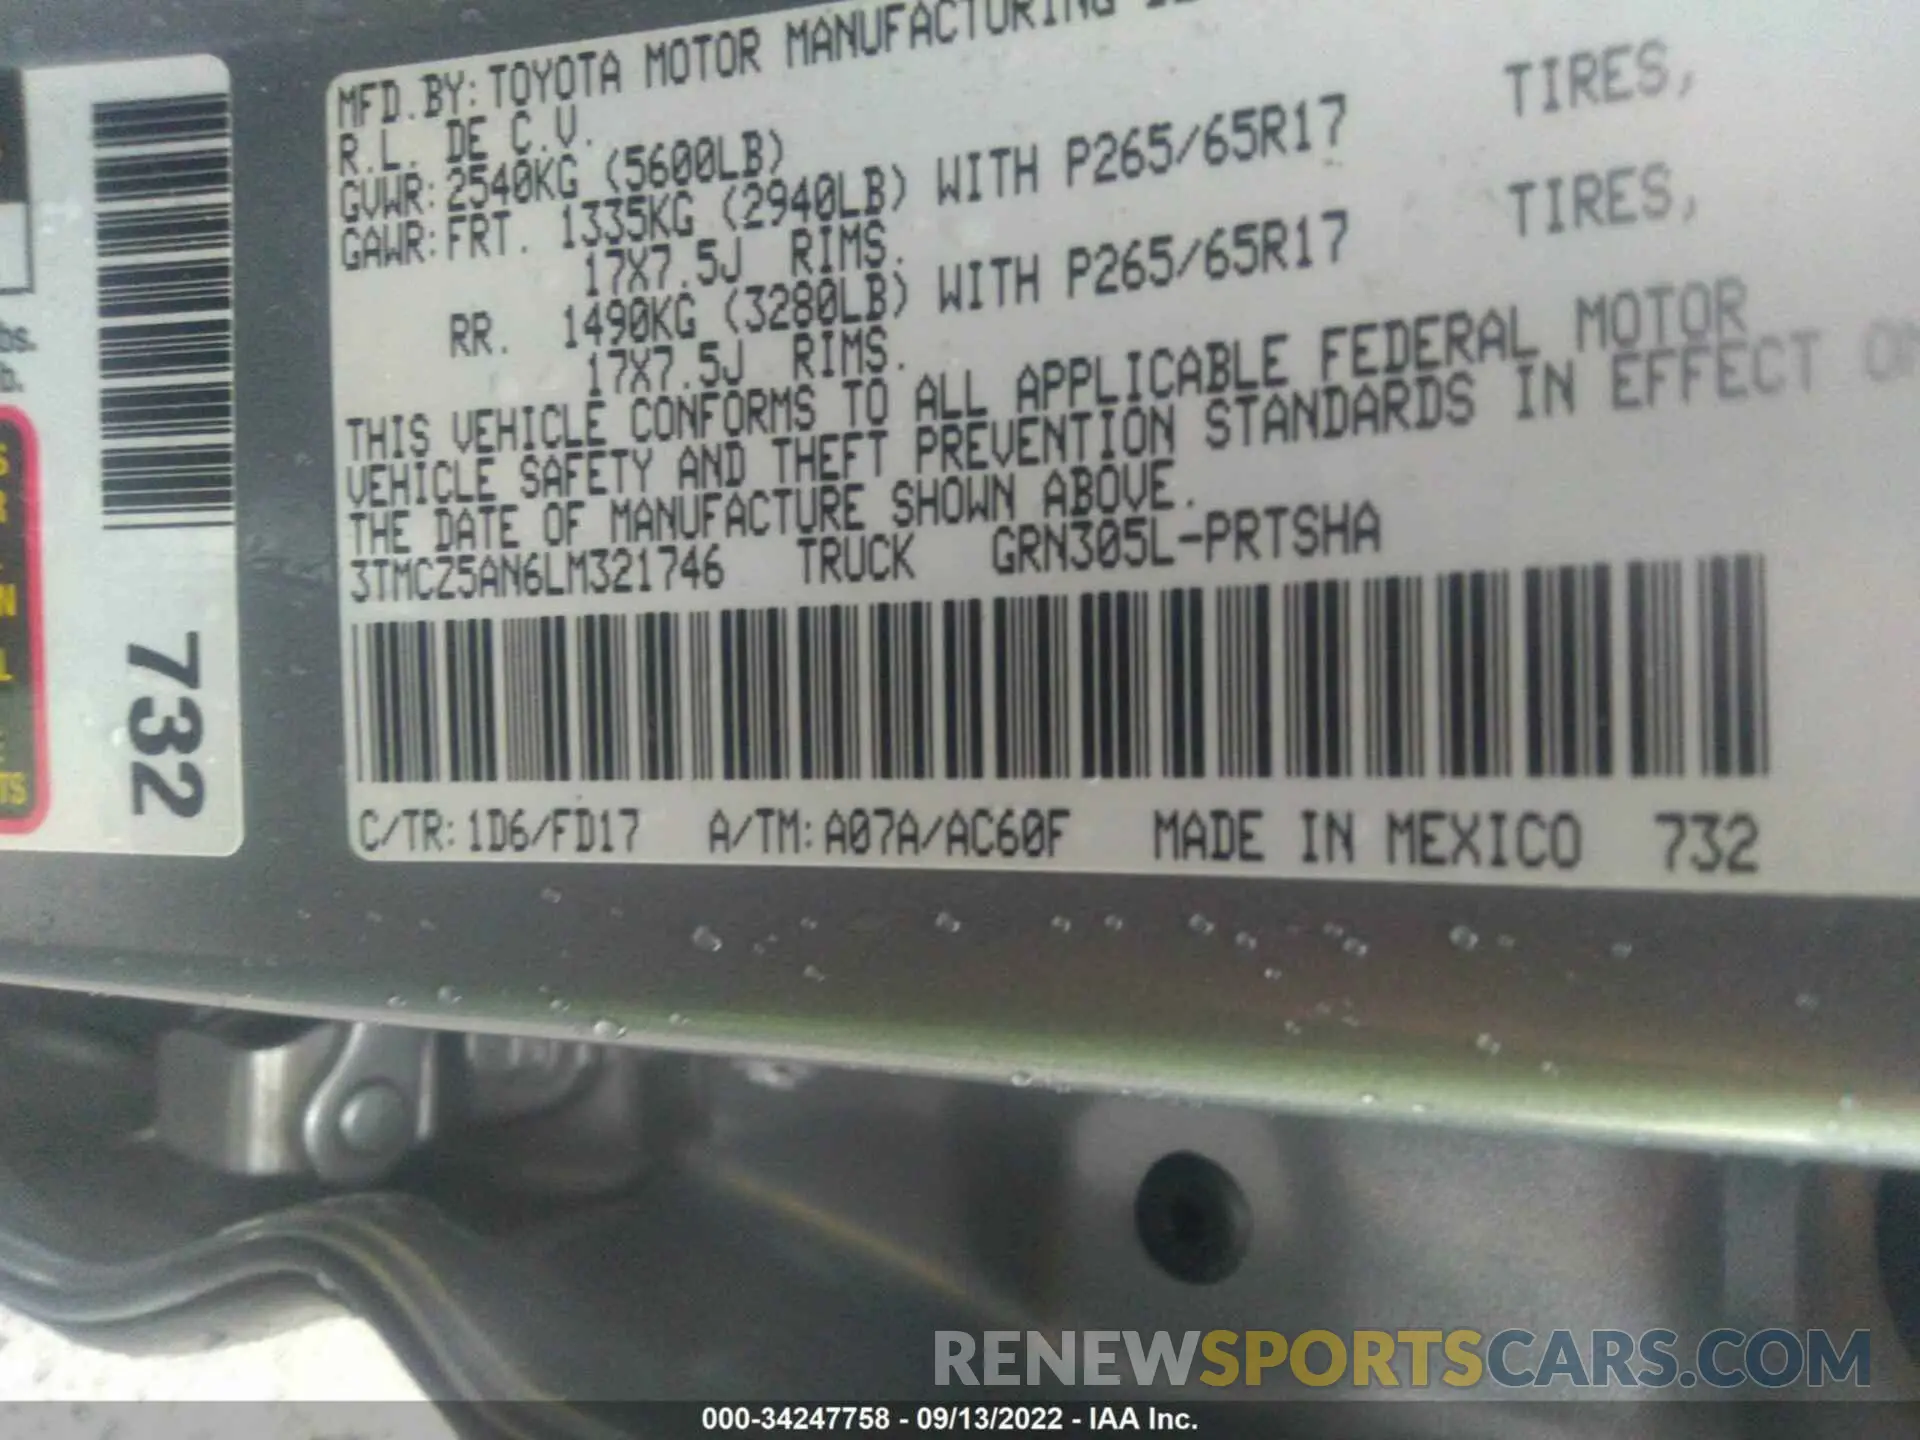 MFD.BY: TOYOTA MOTOR MANUFACTURING
R.L. DE C.V.
GVWR: 2540KG (5600LB)
GAWR: FRT. 1335KG (2940LB) WITH P265/65R17 TIRES,
17X7.5J RIMS.
RR. 1490KG (3280LB) WITH P265/65R17 TIRES,
17X7.5J RIMS.
THIS VEHICLE CONFORMS TO ALL APPLICABLE FEDERAL MOTOR
VEHICLE SAFETY AND THEFT PREVENTION STANDARDS IN EFFECT ON
THE DATE OF MANUFACTURE SHOWN ABOVE.
3TMCZ5AN6LM321746 TRUCK GRN305L-PRTSHA
C/TR: 1D6/FD17 A/TM: A07A/AC60F MADE IN MEXICO 732
732
RENEWSPORTSCARS.COM
000-34247758 - 09/13/2022 - IAA Inc.